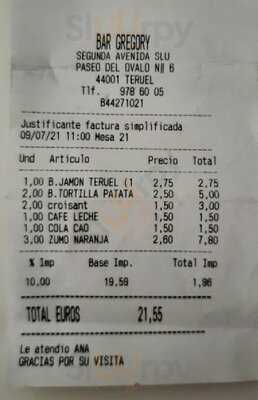 BAR GREGORY
SEGUNDA AVENIDA SLU
PASEO DEL OVALO Nº 6
44001 TERUEL
Tlf. 978 60 05
B44271021
Justificante factura simplificada
09/07/21 11:00 Mesa 21
Und Artículo Precio Total
1,00 B.JAMON TERUEL (1 2,75 2,75
2,00 B.TORTILLA PATATA 2,50 5,00
2,00 croisant 1,50 3,00
1,00 CAFE LECHE 1,50 1,50
1,00 COLA CAO 1,50 1,50
3,00 ZUMO NARANJA 2,60 7,80
% Imp Base Imp. Total Imp
10,00 19,59 1,96
TOTAL EUROS 21,55
Le atendio ANA
GRACIAS POR SU VISITA